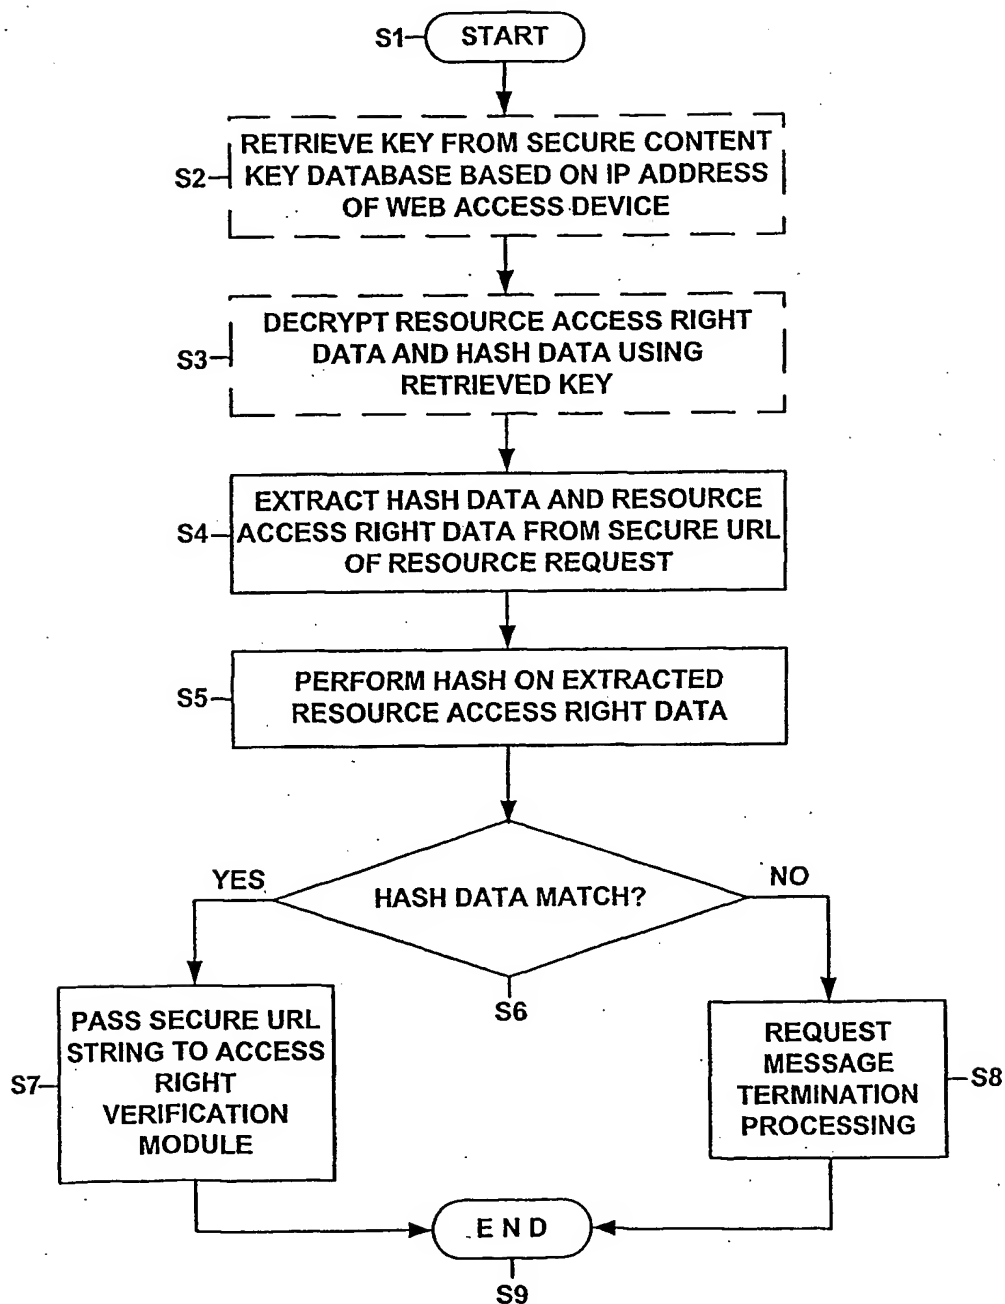 S1
START
S2
RETRIEVE KEY FROM SECURE CONTENT
KEY DATABASE BASED ON IP ADDRESS
OF WEB ACCESS DEVICE
S3
DECRYPT RESOURCE ACCESS RIGHT
DATA AND HASH DATA USING
RETRIEVED KEY
S4
EXTRACT HASH DATA AND RESOURCE
ACCESS RIGHT DATA FROM SECURE URL
OF RESOURCE REQUEST
S5
PERFORM HASH ON EXTRACTED
RESOURCE ACCESS RIGHT DATA
YES
HASH DATA MATCH?
NO
S6
S7
PASS SECURE URL
STRING TO ACCESS
RIGHT
VERIFICATION
MODULE
REQUEST
MESSAGE
TERMINATION
PROCESSING
S8
END
S9